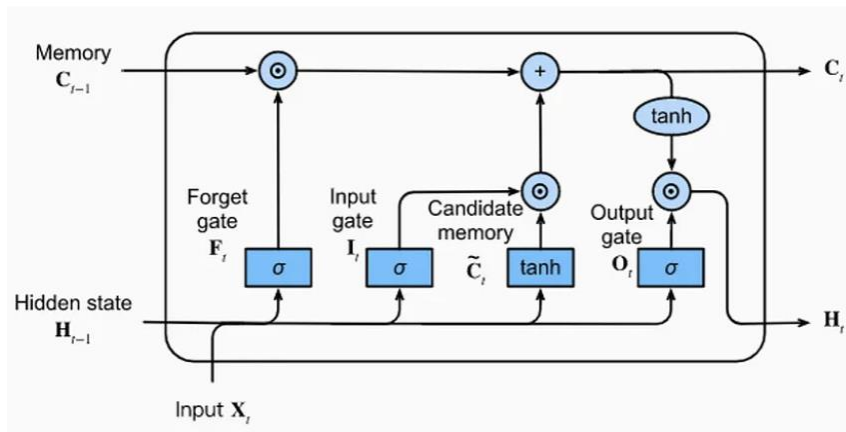 Memory
C_{t-1}
⊙
+
C_t
tanh
Forget
gate
F_t
Input
gate
I_t
Candidate
memory
C̃_t
⊙
Output
gate
O_t
⊙
σ
σ
tanh
σ
Hidden state
H_{t-1}
H_t
Input X_t